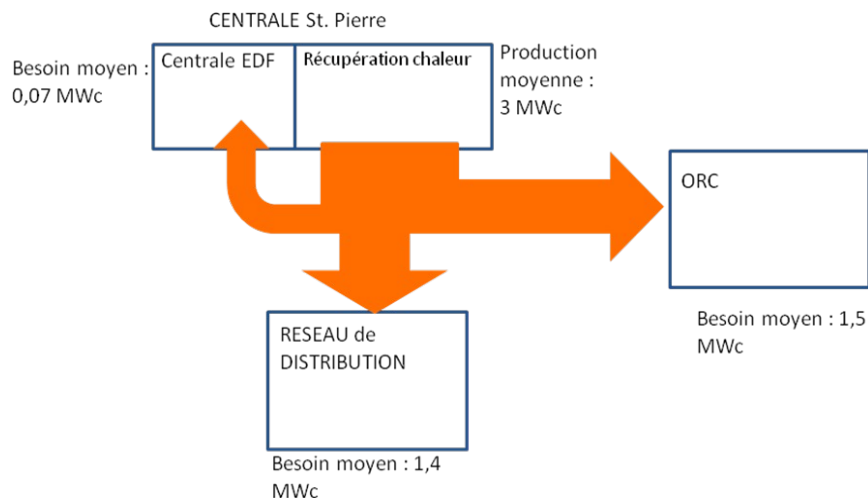 CENTRALE St. Pierre
Besoin moyen :
0,07 MWc
Centrale EDF
Récupération chaleur
Production
moyenne :
3 MWc
ORC
Besoin moyen : 1,5
MWc
RESEAU de
DISTRIBUTION
Besoin moyen : 1,4
MWc